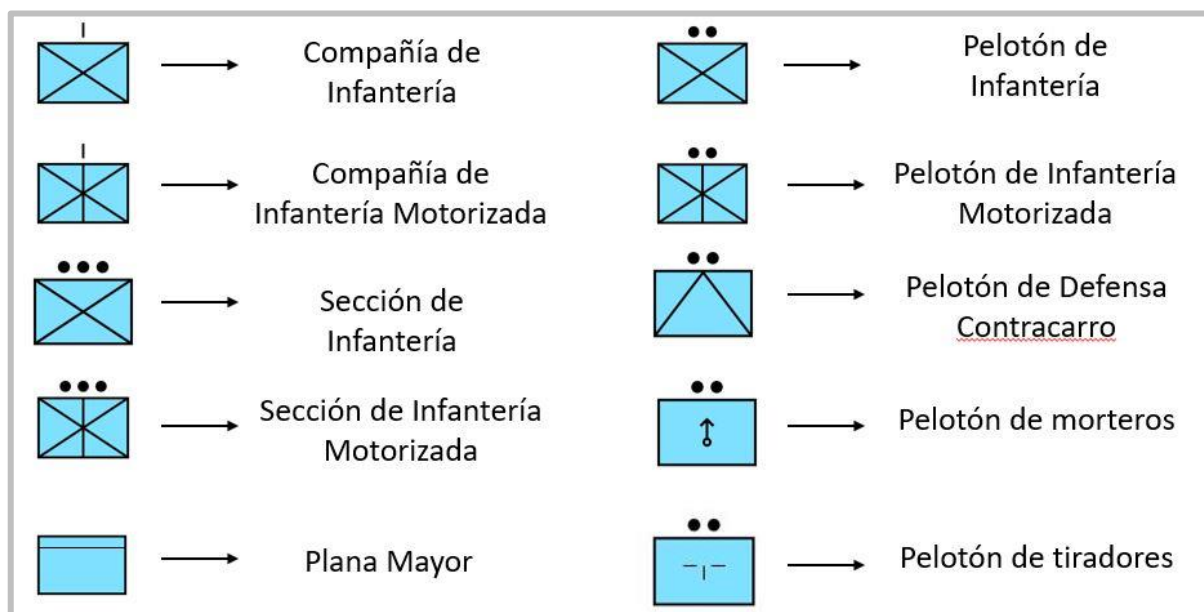 Compañía de
Infantería
Pelotón de
Infantería
Compañía de
Infantería Motorizada
Pelotón de Infantería
Motorizada
Sección de
Infantería
Pelotón de Defensa
Contracarro
Sección de Infantería
Motorizada
Pelotón de morteros
Plana Mayor
Pelotón de tiradores